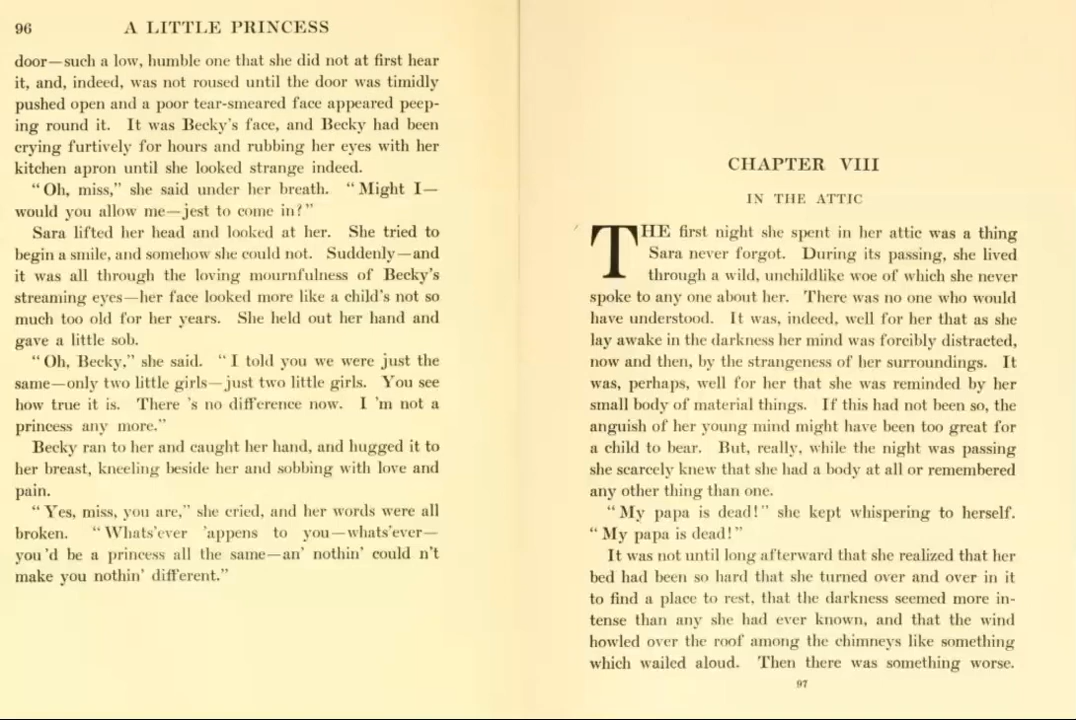 96 A LITTLE PRINCESS
door—such a low, humble one that she did not at first hear
it, and, indeed, was not roused until the door was timidly
pushed open and a poor tear-smeared face appeared peep-
ing round it. It was Becky's face, and Becky had been
crying furtively for hours and rubbing her eyes with her
kitchen apron until she looked strange indeed.
“Oh, miss,” she said under her breath. “Might I—
would you allow me—jest to come in?”
Sara lifted her head and looked at her. She tried to
begin a smile, and somehow she could not. Suddenly—and
it was all through the loving mournfulness of Becky's
streaming eyes—her face looked more like a child's not so
much too old for her years. She held out her hand and
gave a little sob.
“Oh, Becky,” she said. “I told you we were just the
same—only two little girls—just two little girls. You see
how true it is. There 's no difference now. I 'm not a
princess any more.”
Becky ran to her and caught her hand, and hugged it to
her breast, kneeling beside her and sobbing with love and
pain.
“Yes, miss, you are,” she cried, and her words were all
broken. “Whats'ever 'appens to you—whats'ever—
you 'd be a princess all the same—an' nothin' could n't
make you nothin' different.”
CHAPTER VIII
IN THE ATTIC
THE first night she spent in her attic was a thing
Sara never forgot. During its passing, she lived
through a wild, unchildlike woe of which she never
spoke to any one about her. There was no one who would
have understood. It was, indeed, well for her that as she
lay awake in the darkness her mind was forcibly distracted,
now and then, by the strangeness of her surroundings. It
was, perhaps, well for her that she was reminded by her
small body of material things. If this had not been so, the
anguish of her young mind might have been too great for
a child to bear. But, really, while the night was passing
she scarcely knew that she had a body at all or remembered
any other thing than one.
“My papa is dead!” she kept whispering to herself.
“My papa is dead!”
It was not until long afterward that she realized that her
bed had been so hard that she turned over and over in it
to find a place to rest, that the darkness seemed more in-
tense than any she had ever known, and that the wind
howled over the roof among the chimneys like something
which wailed aloud. Then there was something worse.
97